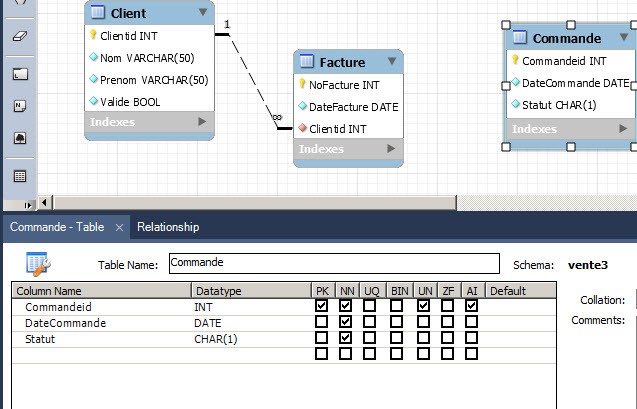 Client
Clientid INT
Nom VARCHAR(50)
Prenom VARCHAR(50)
Valide BOOL
Indexes
1
∞
Facture
NoFacture INT
DateFacture DATE
Clientid INT
Indexes
Commande
Commandeid INT
DateCommande DATE
Statut CHAR(1)
Indexes
Commande - Table × Relationship
Table Name: Commande Schema: vente3
Column Name Datatype PK NN UQ BIN UN ZF AI Default
Commandeid INT
DateCommande DATE
Statut CHAR(1)
Collation:
Comments: